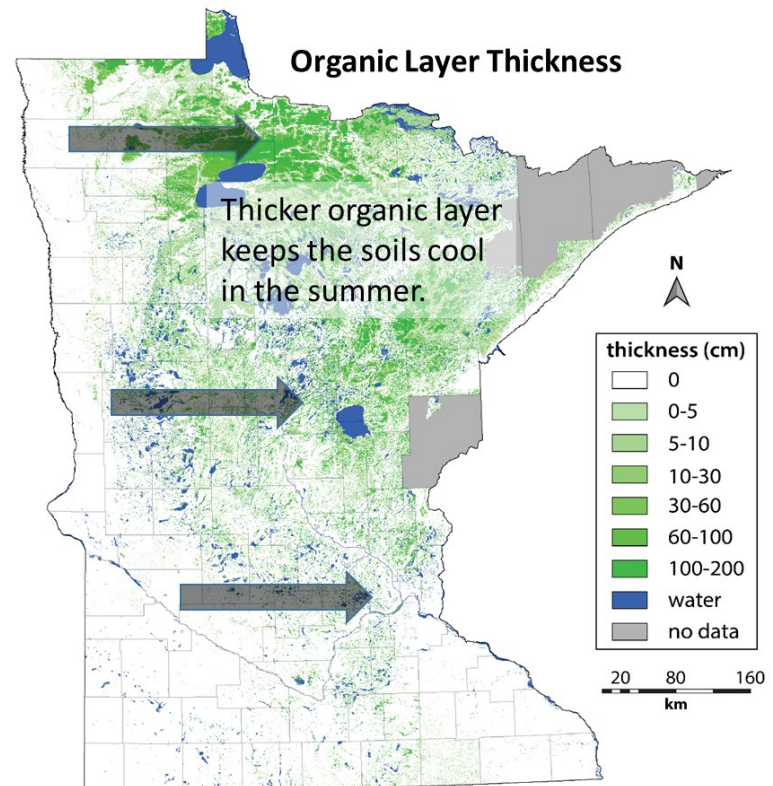 Organic Layer Thickness
Thicker organic layer
keeps the soils cool
in the summer.
N
thickness (cm)
0
0-5
5-10
10-30
30-60
60-100
100-200
water
no data
20 80 160
km